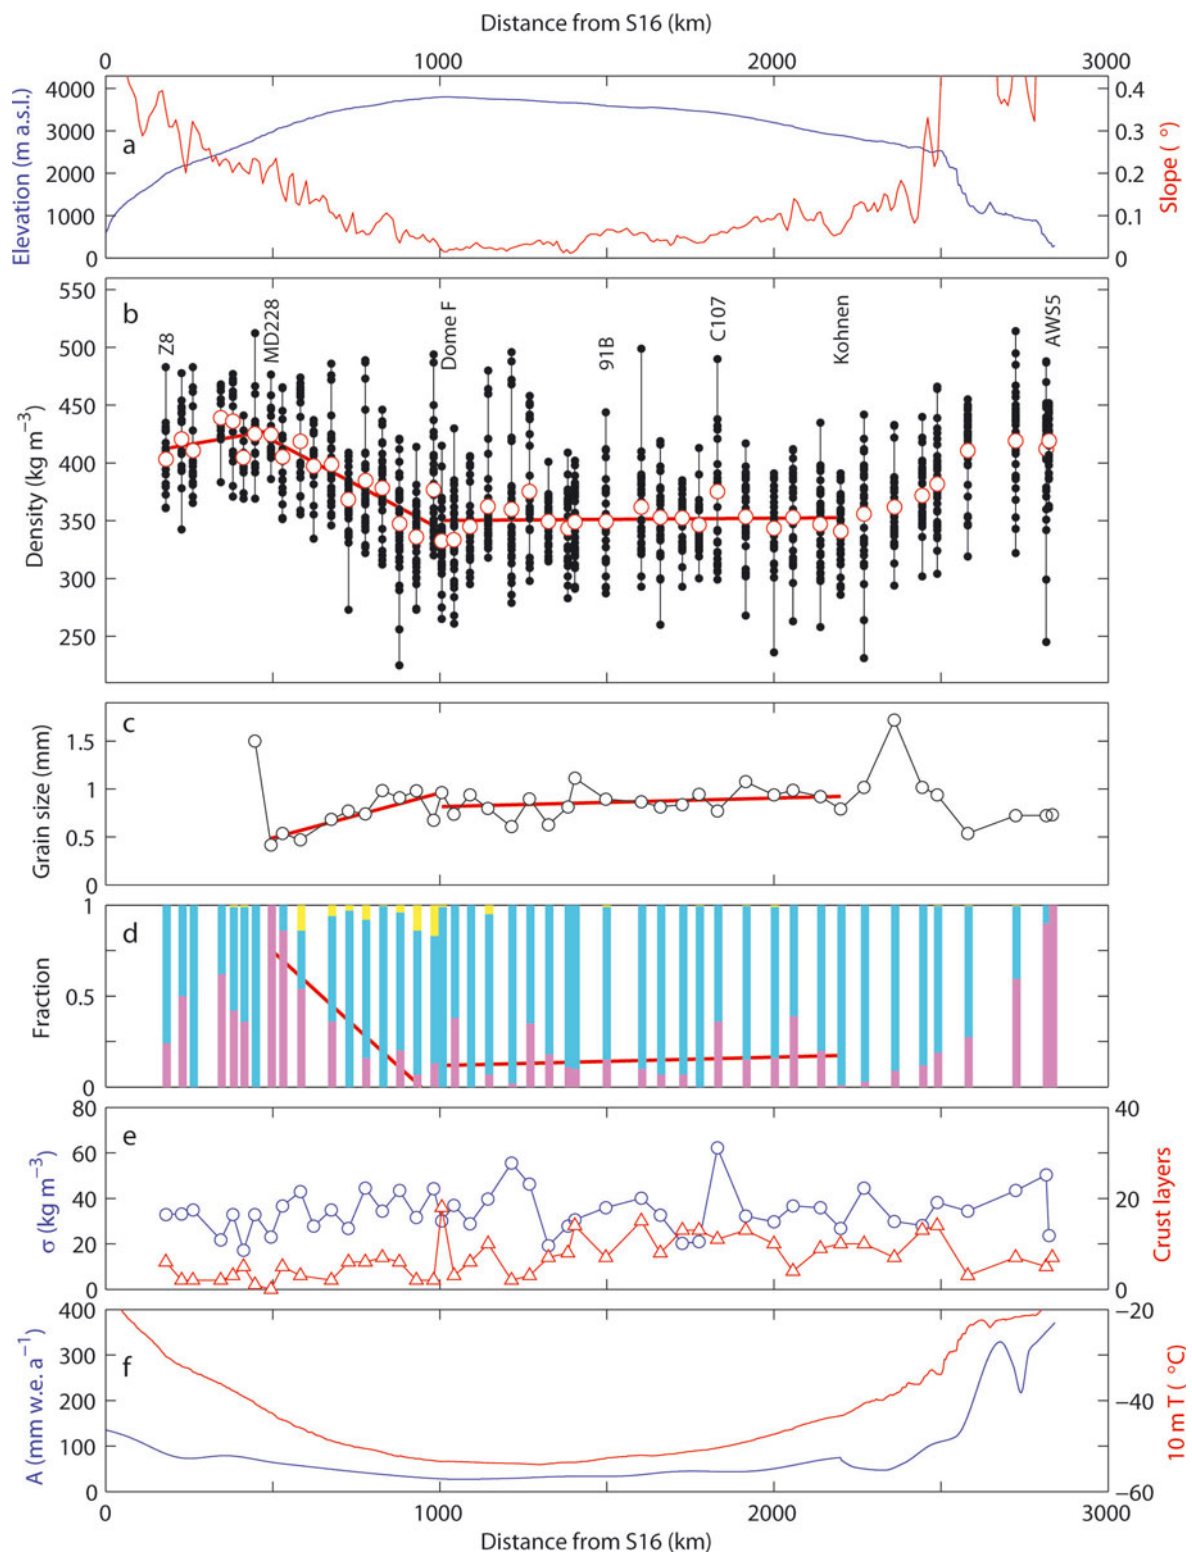 Distance from S16 (km)
0 1000 2000 3000
a
Elevation (m a.s.l.)
4000
3000
2000
1000
0
0.4
0.3
0.2
0.1
0
Slope (°)
b
Density (kg m−3)
550
500
450
400
350
300
250
Z8
MD228
Dome F
91B
C107
Kohnen
AWS5
c
Grain size (mm)
1.5
1
0.5
0
d
Fraction
1
0.5
0
e
σ (kg m−3)
80
60
40
20
0
40
20
0
Crust layers
f
A (mm w.e. a−1)
400
300
200
100
0
−20
−40
−60
10 m T (°C)
0 1000 2000 3000
Distance from S16 (km)